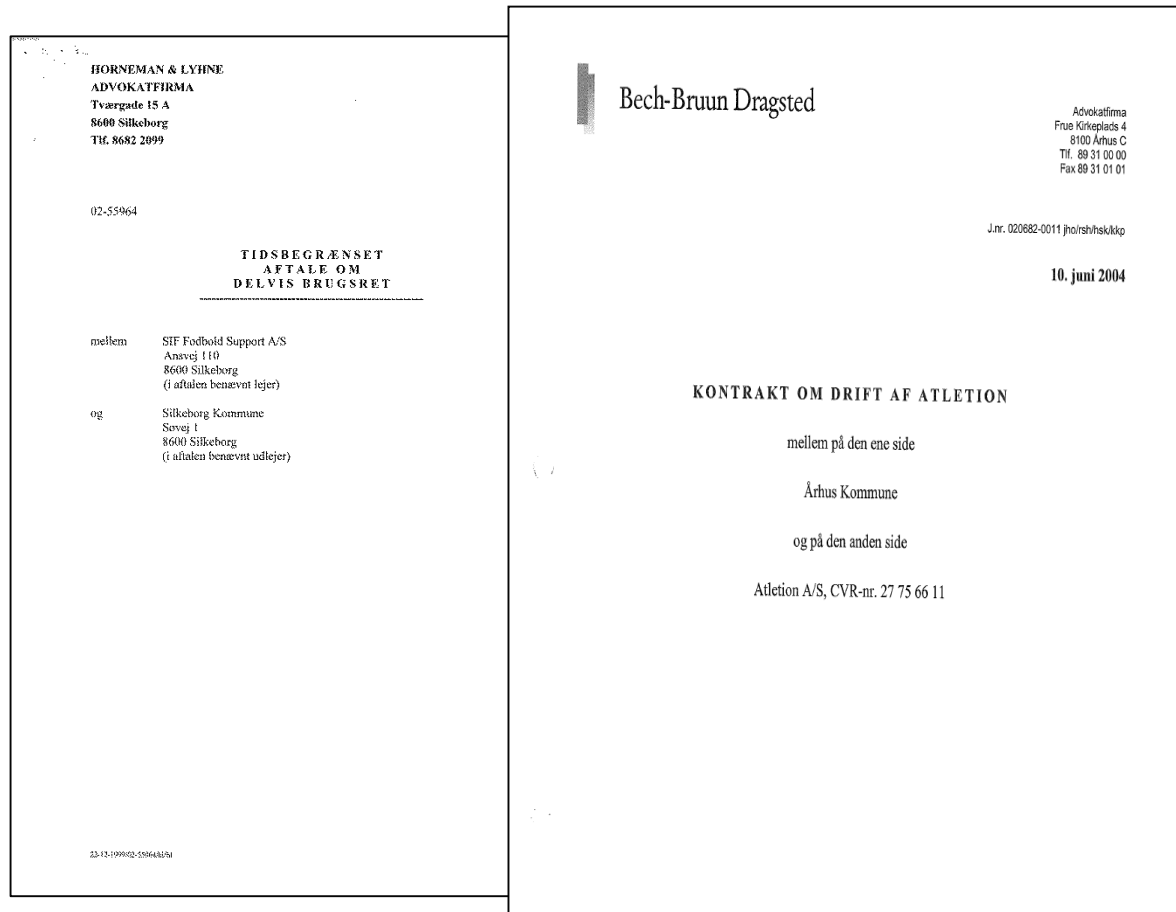 HORNEMAN & LYHNE
ADVOKATFIRMA
Tværgade 15 A
8600 Silkeborg
Tlf. 8682 2099
02-55964
TIDSBEGRÆNSET
AFTALE OM
DELVIS BRUGSRET
mellem SIF Fodbold Support A/S
Ansvej 110
8600 Silkeborg
(i aftalen benævnt lejer)
og Silkeborg Kommune
Søvej 1
8600 Silkeborg
(i aftalen benævnt udlejer)
Bech-Bruun Dragsted
Advokatfirma
Frue Kirkeplads 4
8100 Århus C
Tlf. 89 31 00 00
Fax 89 31 01 01
J.nr. 020682-0011 jho/rsh/hsk/kkp
10. juni 2004
KONTRAKT OM DRIFT AF ATLETION
mellem på den ene side
Århus Kommune
og på den anden side
Atletion A/S, CVR-nr. 27 75 66 11